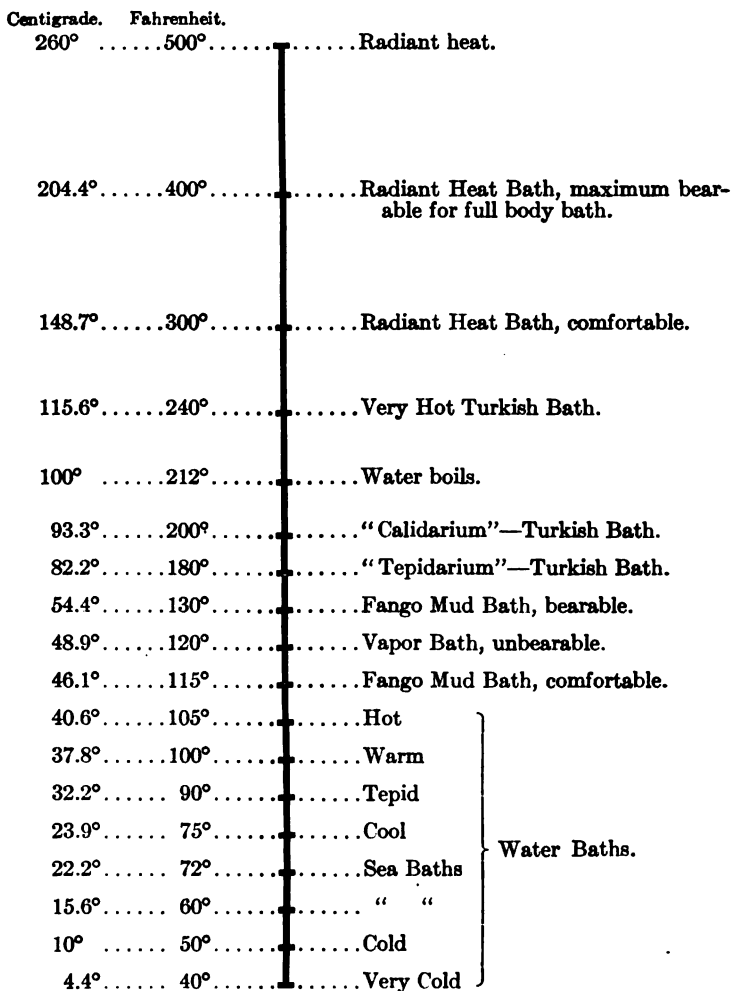 Centigrade. Fahrenheit.
260° ......500°............Radiant heat.
204.4°......400°............Radiant Heat Bath, maximum bear-
able for full body bath.
148.7°......300°............Radiant Heat Bath, comfortable.
115.6°......240°............Very Hot Turkish Bath.
100° ......212°............Water boils.
93.3°......200°............“Calidarium”—Turkish Bath.
82.2°......180°............“Tepidarium”—Turkish Bath.
54.4°......130°............Fango Mud Bath, bearable.
48.9°......120°............Vapor Bath, unbearable.
46.1°......115°............Fango Mud Bath, comfortable.
40.6°......105°............Hot
37.8°......100°............Warm
32.2°...... 90°............Tepid
23.9°...... 75°............Cool
Water Baths.
22.2°...... 72°............Sea Baths
15.6°...... 60°............ “ “
10° ...... 50°............Cold
4.4°...... 40°............Very Cold